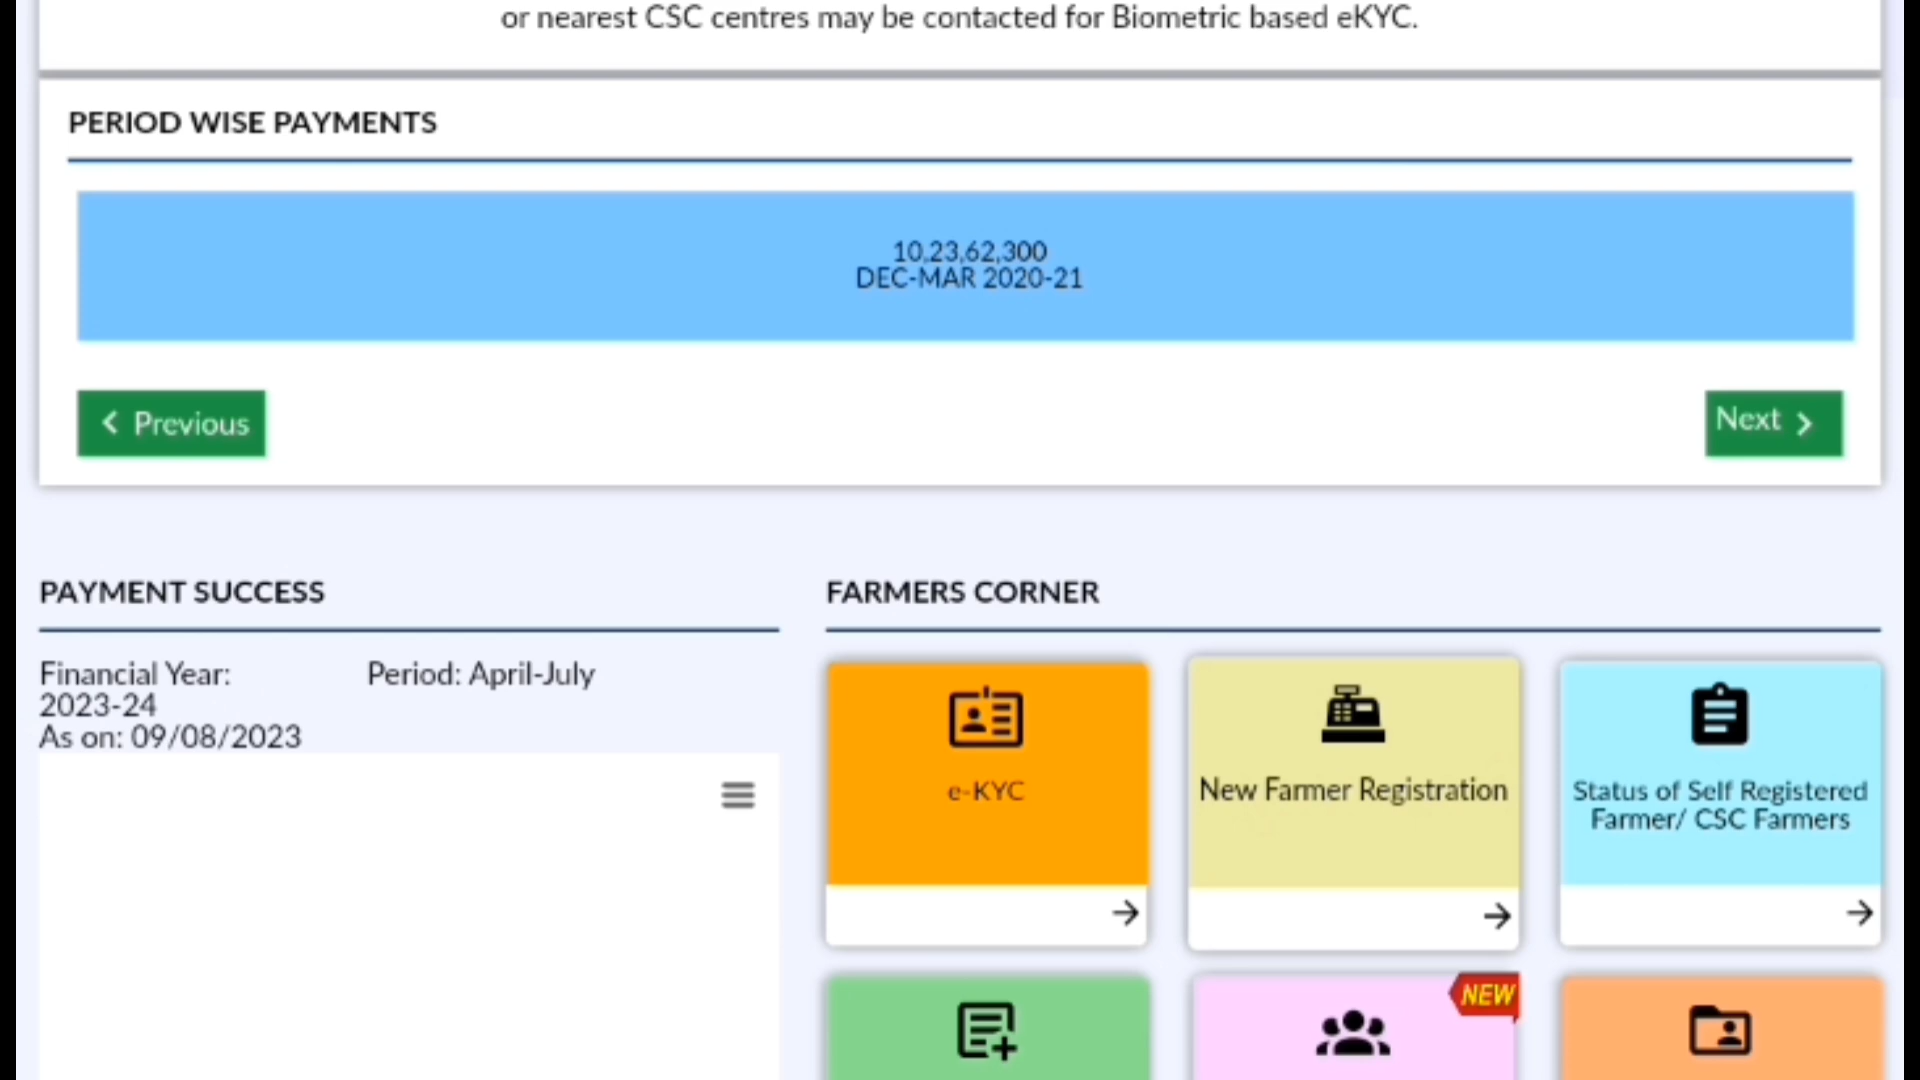 or nearest CSC centres may be contacted for Biometric based eKYC.
PERIOD WISE PAYMENTS
10,23,62,300
DEC-MAR 2020-21
Previous
Next
PAYMENT SUCCESS
Financial Year:
2023-24
Period: April-July
As on: 09/08/2023
FARMERS CORNER
e-KYC
New Farmer Registration
Status of Self Registered
Farmer/ CSC Farmers
NEW